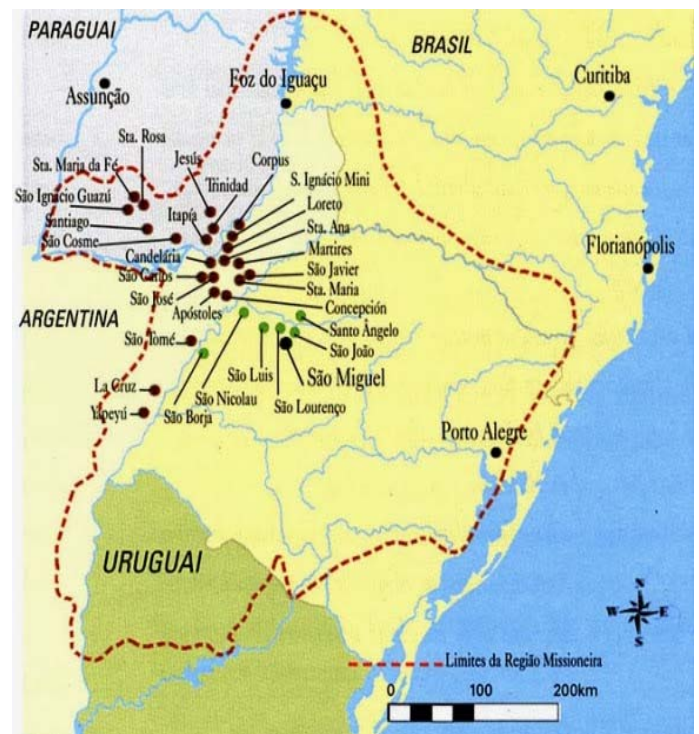 PARAGUAI
BRASIL
Assunção
Foz do Iguaçu
Curitiba
Sta. Rosa
Sta. Maria da Fé
Jesús
Corpus
Trinidad
S. Ignácio Mini
São Ignácio Guazú
Itapía
Loreto
Santiago
Sta. Ana
São Cosme
Candelária
Martires
Florianópolis
São Carlos
São Javier
São José
Sta. Maria
Apóstoles
Concepción
ARGENTINA
Santo Ângelo
São Tomé
São João
São Luis
São Miguel
La Cruz
São Nicolau
São Lourenço
Yapeyú
São Borja
Porto Alegre
URUGUAI
N
W E
S
Limites da Região Missioneira
0 100 200km